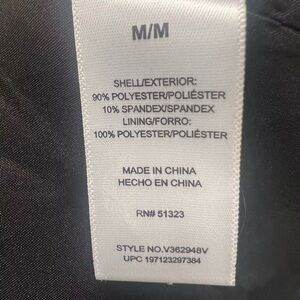 M/M
SHELL/EXTERIOR:
90% POLYESTER/POLIÉSTER
10% SPANDEX/SPANDEX
LINING/FORRO:
100% POLYESTER/POLIÉSTER
MADE IN CHINA
HECHO EN CHINA
RN# 51323
STYLE NO.V362948V
UPC 197123297384